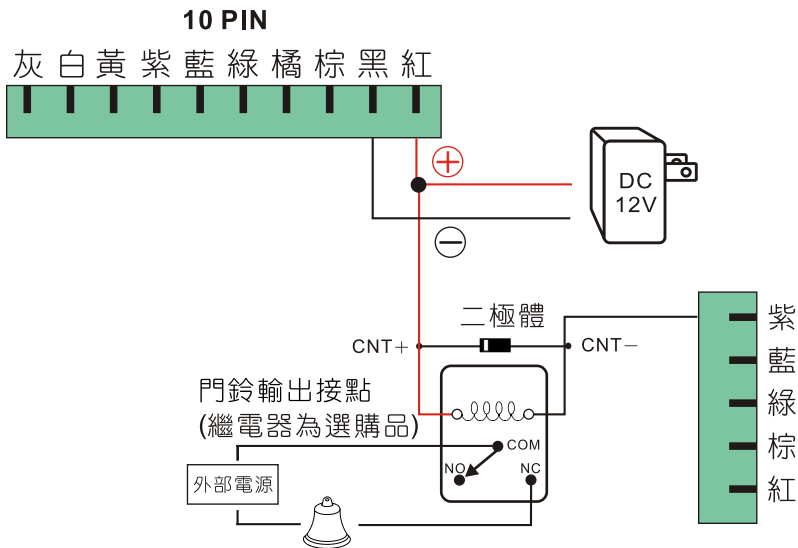 10 PIN
灰 白 黃 紫 藍 綠 橘 棕 黑 紅
DC
12V
二極體
CNT+
CNT−
紫
藍
綠
棕
紅
門鈴輸出接點
(繼電器為選購品)
COM
NO
NC
外部電源